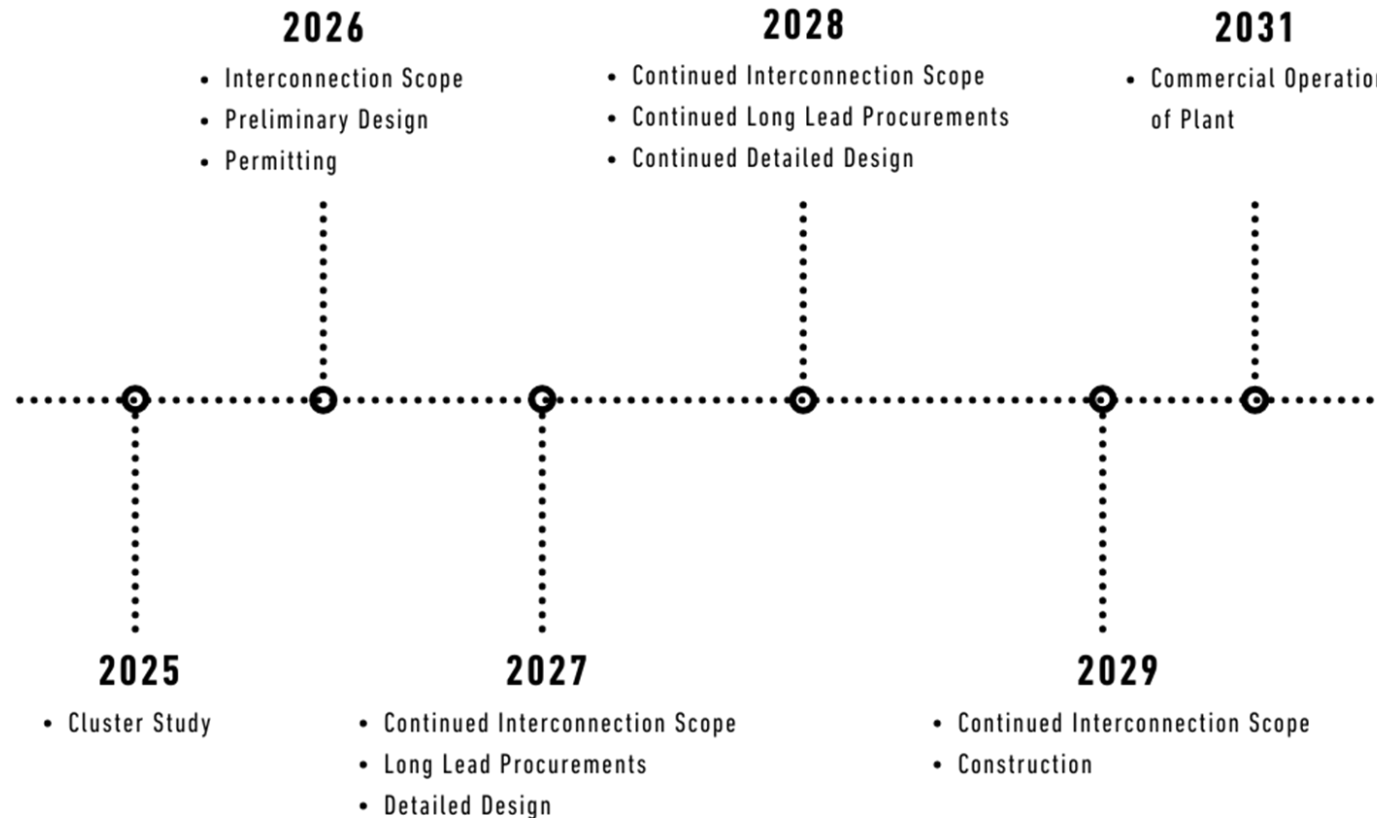 2026
• Interconnection Scope
• Preliminary Design
• Permitting
2028
• Continued Interconnection Scope
• Continued Long Lead Procurements
• Continued Detailed Design
2031
• Commercial Operation
of Plant
2025
• Cluster Study
2027
• Continued Interconnection Scope
• Long Lead Procurements
• Detailed Design
2029
• Continued Interconnection Scope
• Construction